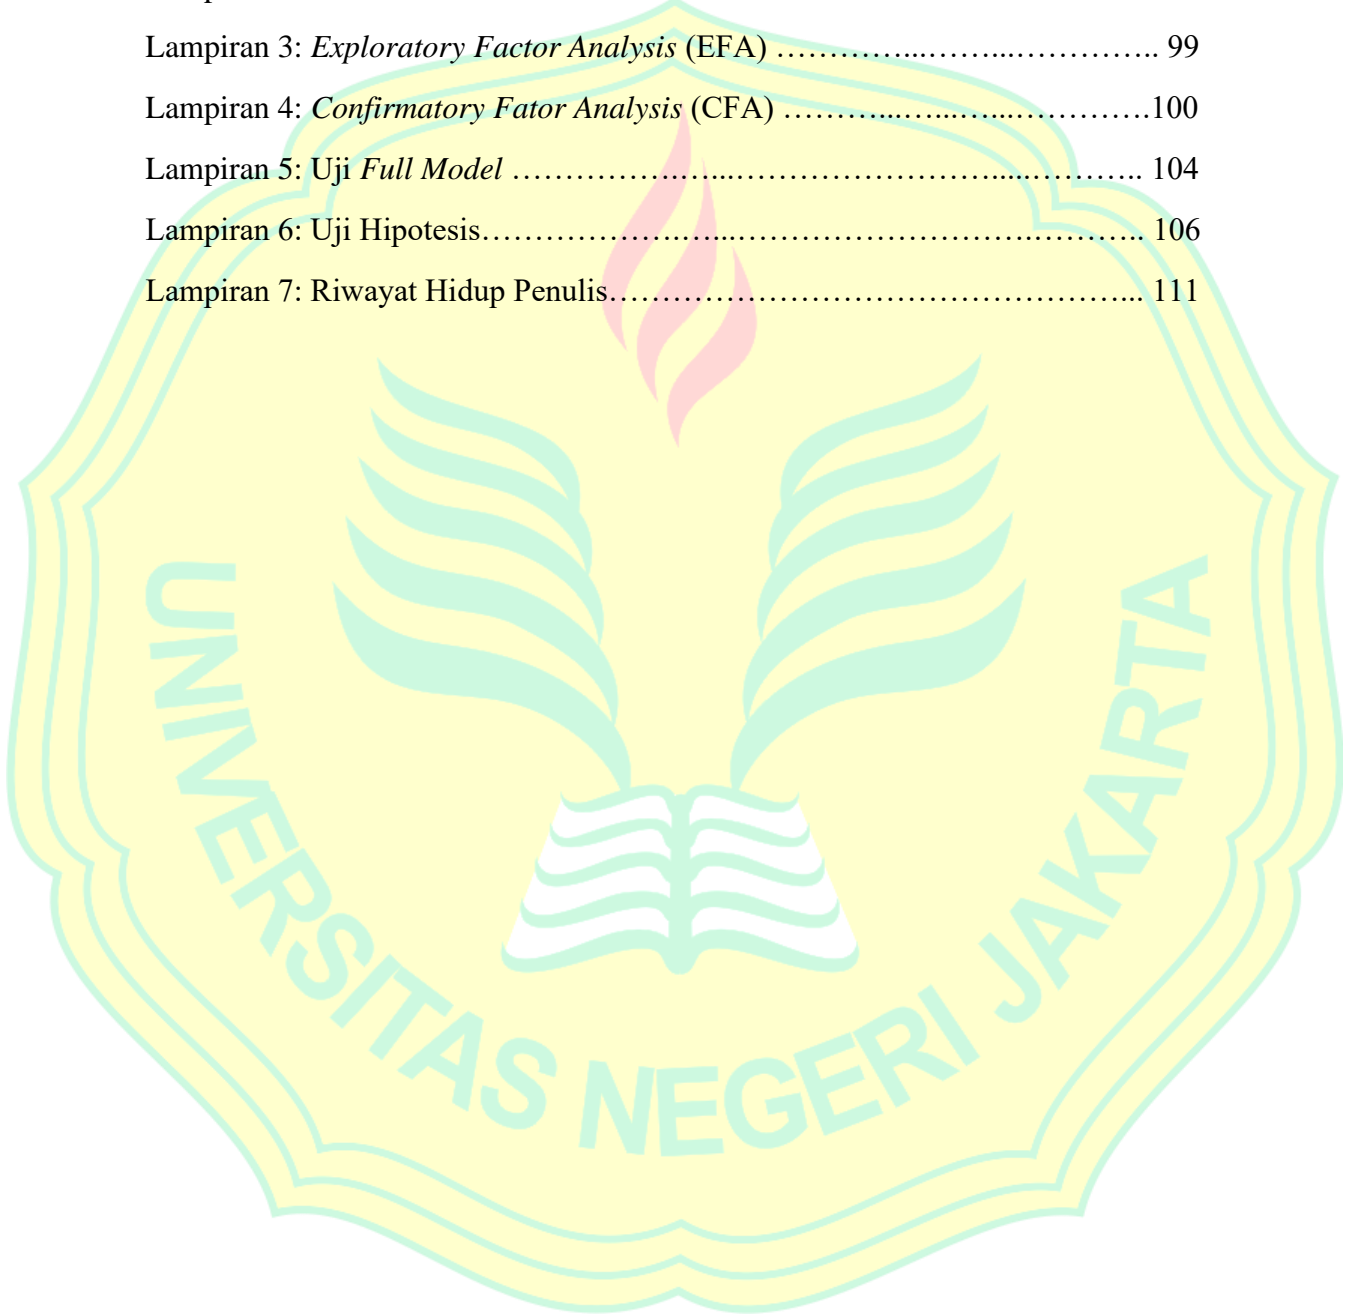 Lampiran 3: Exploratory Factor Analysis (EFA) …………...……...………….. 99
Lampiran 4: Confirmatory Fator Analysis (CFA) ………...…...…...………….100
Lampiran 5: Uji Full Model …………….…...……………………....……….. 104
Lampiran 6: Uji Hipotesis……………….…...……………………….……….. 106
Lampiran 7: Riwayat Hidup Penulis…………………………………………... 111
UNIVERSITAS NEGERI JAKARTA